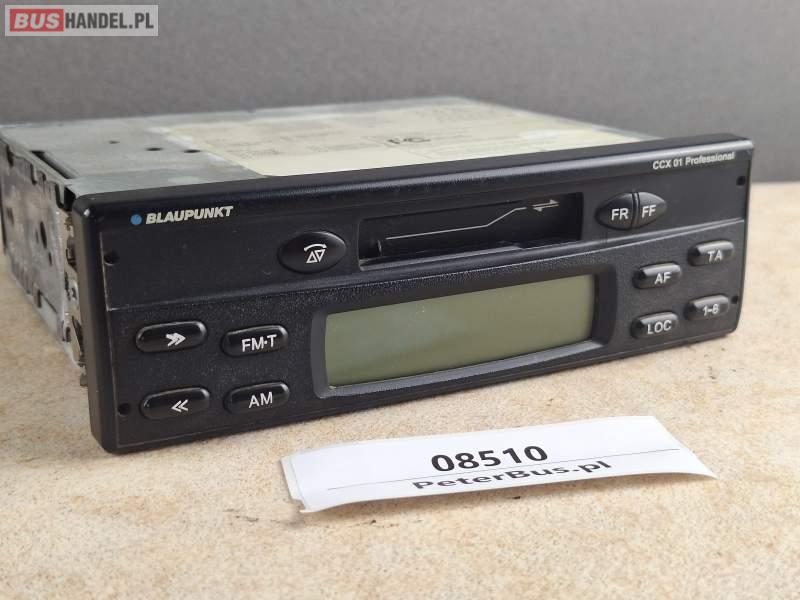 BUSHANDEL.PL
CCX 01 Professional
BLAUPUNKT
FR FF
TA
AF
1-6
LOC
FM·T
AM
08510
PeterBus.pl